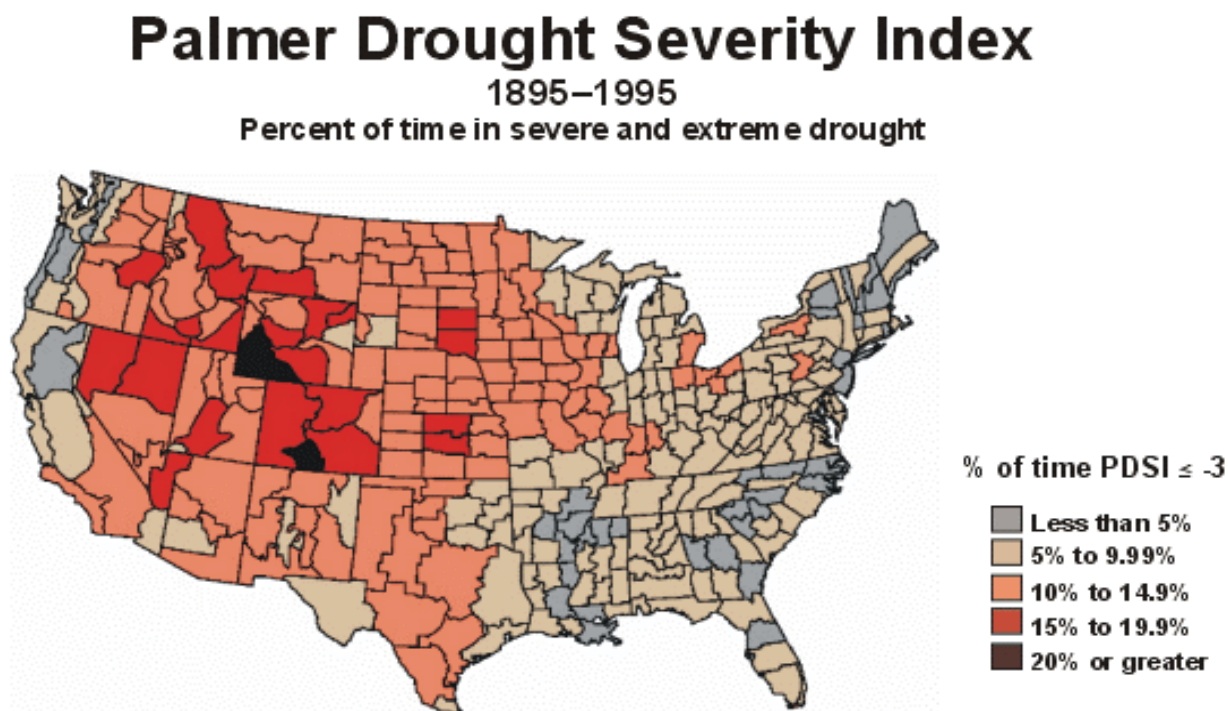 Palmer Drought Severity Index
1895–1995
Percent of time in severe and extreme drought
% of time PDSI ≤ -3
Less than 5%
5% to 9.99%
10% to 14.9%
15% to 19.9%
20% or greater